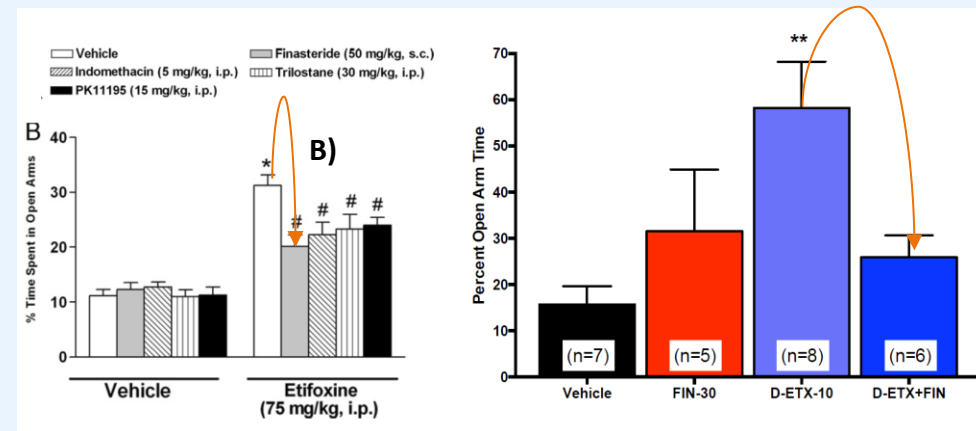 Vehicle
Finasteride (50 mg/kg, s.c.)
Indomethacin (5 mg/kg, i.p.)
Trilostane (30 mg/kg, i.p.)
PK11195 (15 mg/kg, i.p.)
B
B)
% Time Spent in Open Arms
40
30
20
10
0
*
#
#
#
#
Vehicle
Etifoxine
(75 mg/kg, i.p.)
Percent Open Arm Time
70
60
50
40
30
20
10
0
**
(n=7)
(n=5)
(n=8)
(n=6)
Vehicle
FIN-30
D-ETX-10
D-ETX+FIN